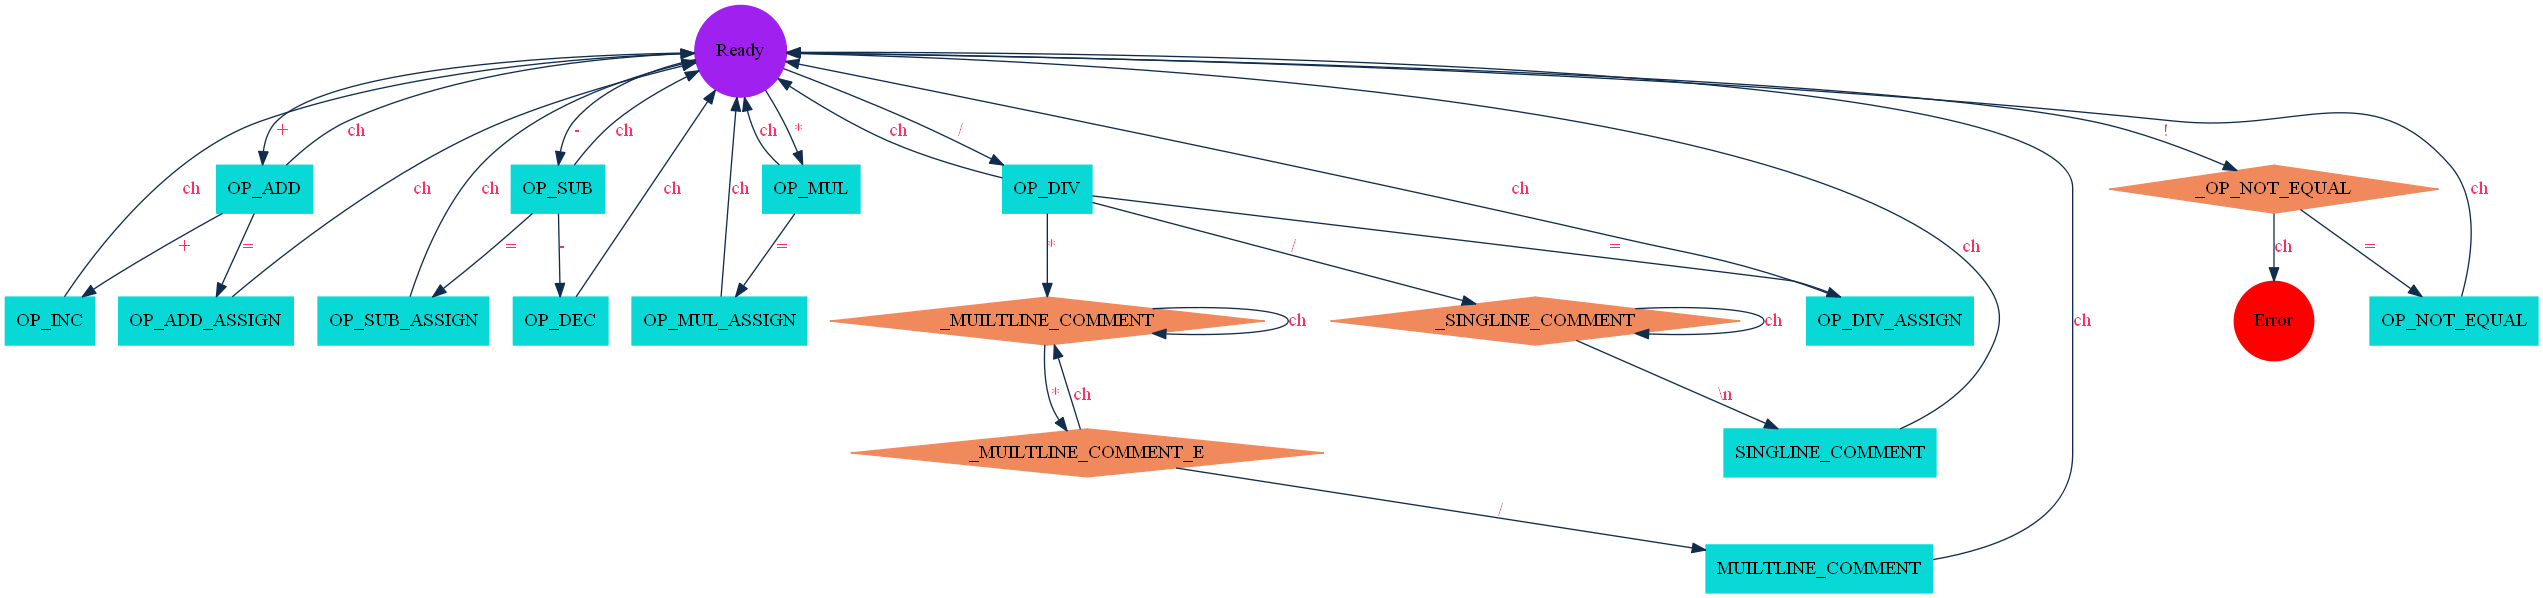 Ready
+
ch
-
ch
*
ch
ch
/
!
OP_ADD
OP_SUB
OP_MUL
OP_DIV
_OP_NOT_EQUAL
ch
ch
ch
ch
ch
ch
ch
+
=
=
-
=
*
/
=
ch
ch
=
OP_INC
OP_ADD_ASSIGN
OP_SUB_ASSIGN
OP_DEC
OP_MUL_ASSIGN
_MUILTLINE_COMMENT
ch
_SINGLINE_COMMENT
ch
OP_DIV_ASSIGN
ch
Error
OP_NOT_EQUAL
*
ch
\n
_MUILTLINE_COMMENT_E
SINGLINE_COMMENT
/
MUILTLINE_COMMENT